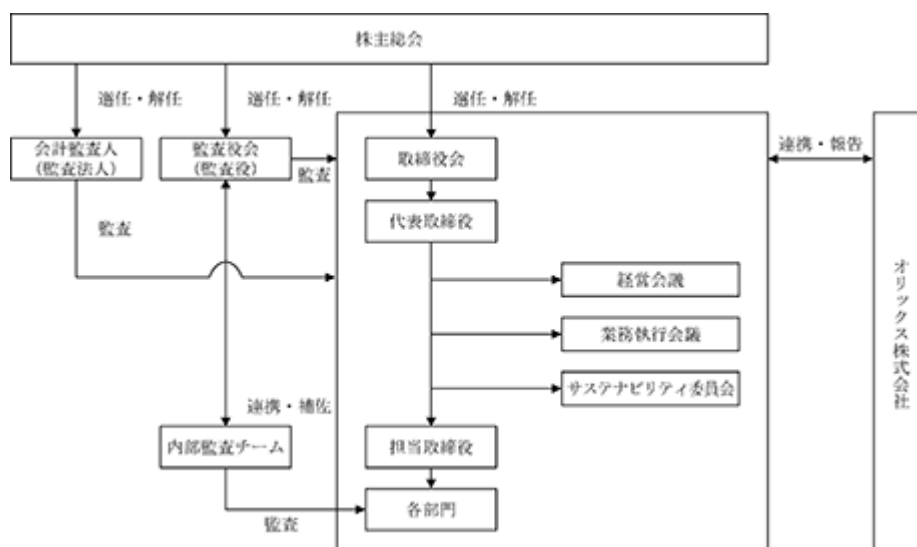 株主総会
選任・解任
選任・解任
選任・解任
会計監査人
(監査法人)
監査役会
(監査役)
監査
取締役会
連携・報告
代表取締役
監査
経営会議
業務執行会議
サステナビリティ委員会
連携・補佐
内部監査チーム
担当取締役
各部門
監査
オリックス株式会社